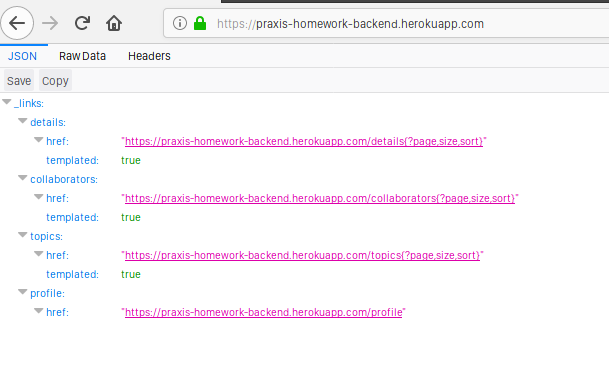 https://praxis-homework-backend.herokuapp.com
JSON Raw Data Headers
Save Copy
_links:
details:
href: "https://praxis-homework-backend.herokuapp.com/details{?page,size,sort}"
templated: true
collaborators:
href: "https://praxis-homework-backend.herokuapp.com/collaborators{?page,size,sort}"
templated: true
topics:
href: "https://praxis-homework-backend.herokuapp.com/topics{?page,size,sort}"
templated: true
profile:
href: "https://praxis-homework-backend.herokuapp.com/profile"